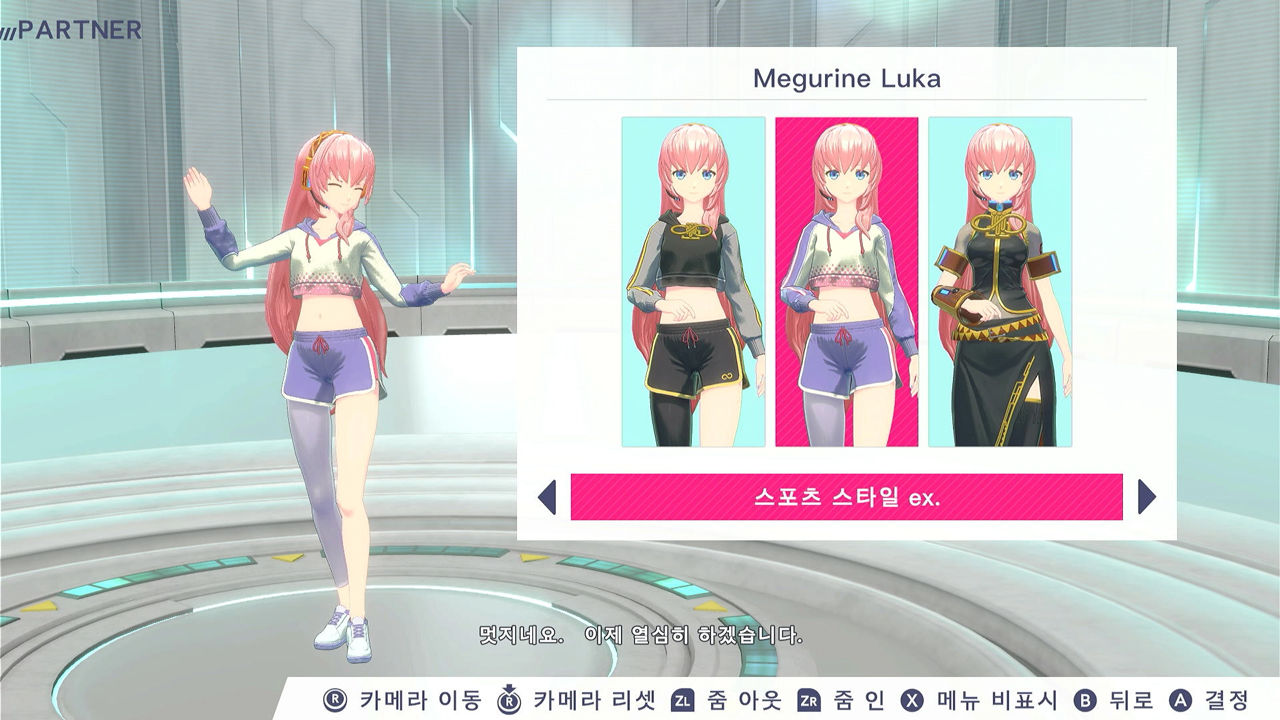 ///PARTNER
Megurine Luka
스포츠 스타일 ex.
멋지네요. 이제 열심히 하겠습니다.
R 카메라 이동 R 카메라 리셋 ZL 줌 아웃 ZR 줌 인 X 메뉴 비표시 B 뒤로 A 결정